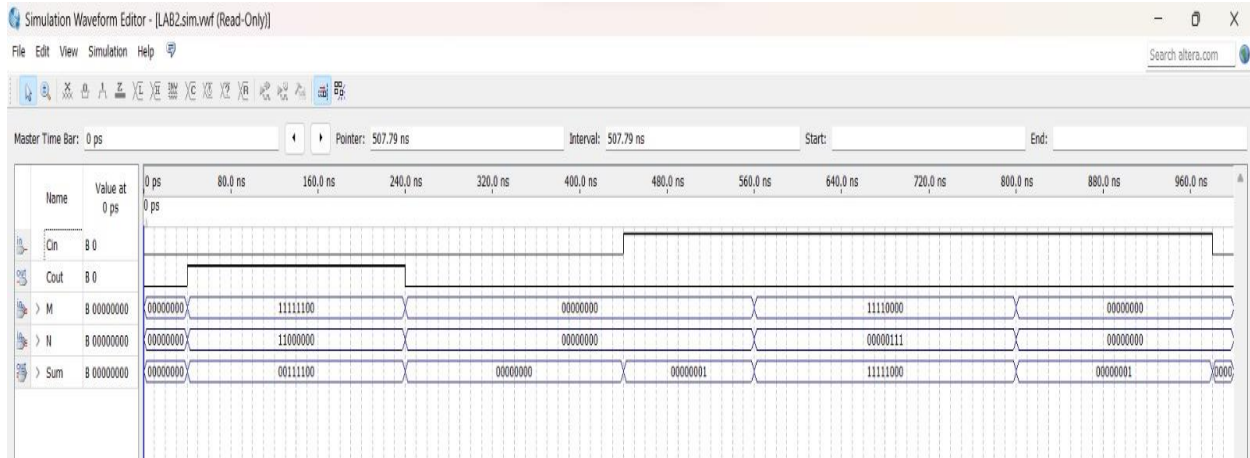 Simulation Waveform Editor - [LAB2.sim.vwf (Read-Only)]
File Edit View Simulation Help
Search altera.com
Master Time Bar: 0 ps Pointer: 507.79 ns Interval: 507.79 ns Start: End:
Name Value at 0 ps 0 ps 80.0 ns 160.0 ns 240.0 ns 320.0 ns 400.0 ns 480.0 ns 560.0 ns 640.0 ns 720.0 ns 800.0 ns 880.0 ns 960.0 ns
0 ps
Cin B 0
Cout B 0
M B 00000000 00000000 11111100 00000000 11110000 00000000
N B 00000000 00000000 11000000 00000000 00000111 00000000
Sum B 00000000 00000000 00111100 00000000 00000001 11111000 00000001 0000